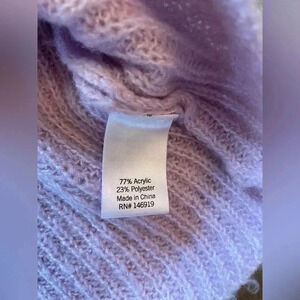 77% Acrylic
23% Polyester
Made in China
RN# 146919